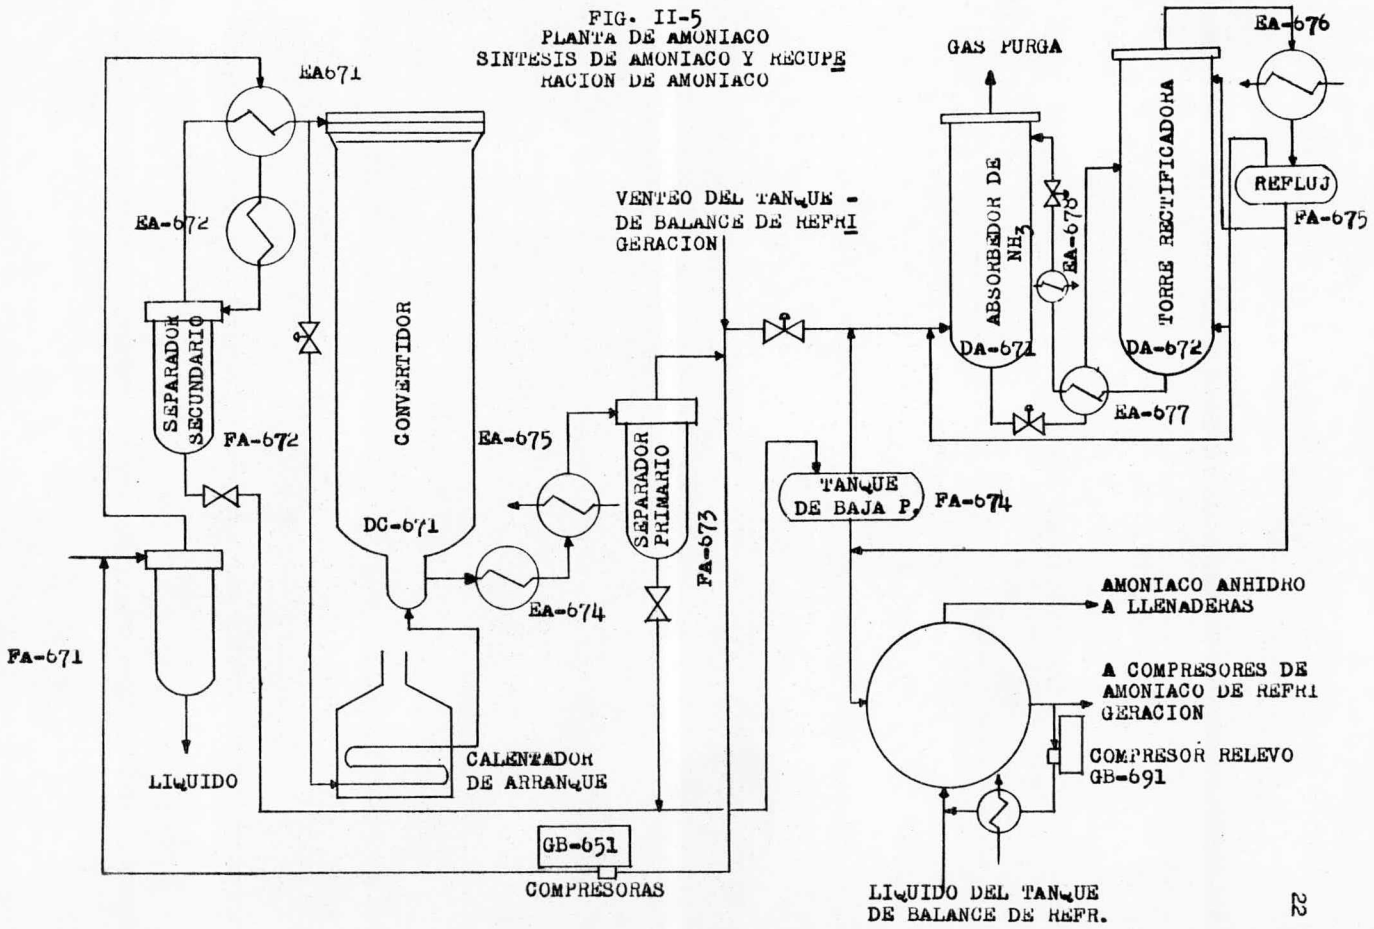 FIG. II-5
PLANTA DE AMONIACO
SINTESIS DE AMONIACO Y RECUPE
RACION DE AMONIACO
EA671
EA-672
SEPARADOR
SECUNDARIO
FA-672
FA-671
LIQUIDO
CONVERTIDOR
DC-671
EA-675
EA-674
CALENTADOR
DE ARRANQUE
GB-651
COMPRESORAS
SEPARADOR
PRIMARIO
FA-673
VENTEO DEL TANQUE -
DE BALANCE DE REFRI
GERACION
TANQUE
DE BAJA P.
FA-674
GAS PURGA
ABSORBEDOR DE
NH3
DA-671
EA-678
EA-677
TORRE RECTIFICADORA
DA-672
EA-676
REFLUJ
FA-675
AMONIACO ANHIDRO
A LLENADERAS
A COMPRESORES DE
AMONIACO DE REFRI
GERACION
COMPRESOR RELEVO
GB-691
LIQUIDO DEL TANQUE
DE BALANCE DE REFR.
22